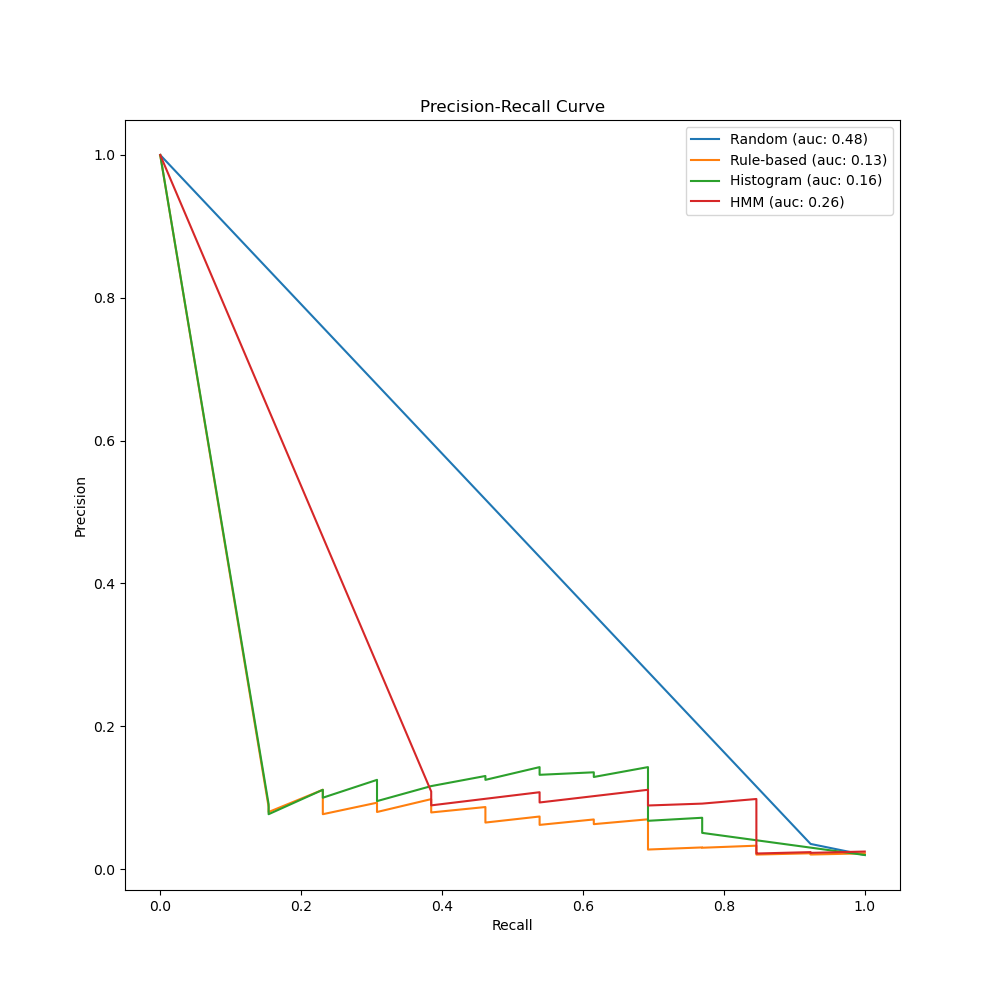 Precision-Recall Curve
Random (auc: 0.48)
Rule-based (auc: 0.13)
Histogram (auc: 0.16)
HMM (auc: 0.26)
1.0
0.8
0.6
0.4
0.2
0.0
Precision
0.0 0.2 0.4 0.6 0.8 1.0
Recall